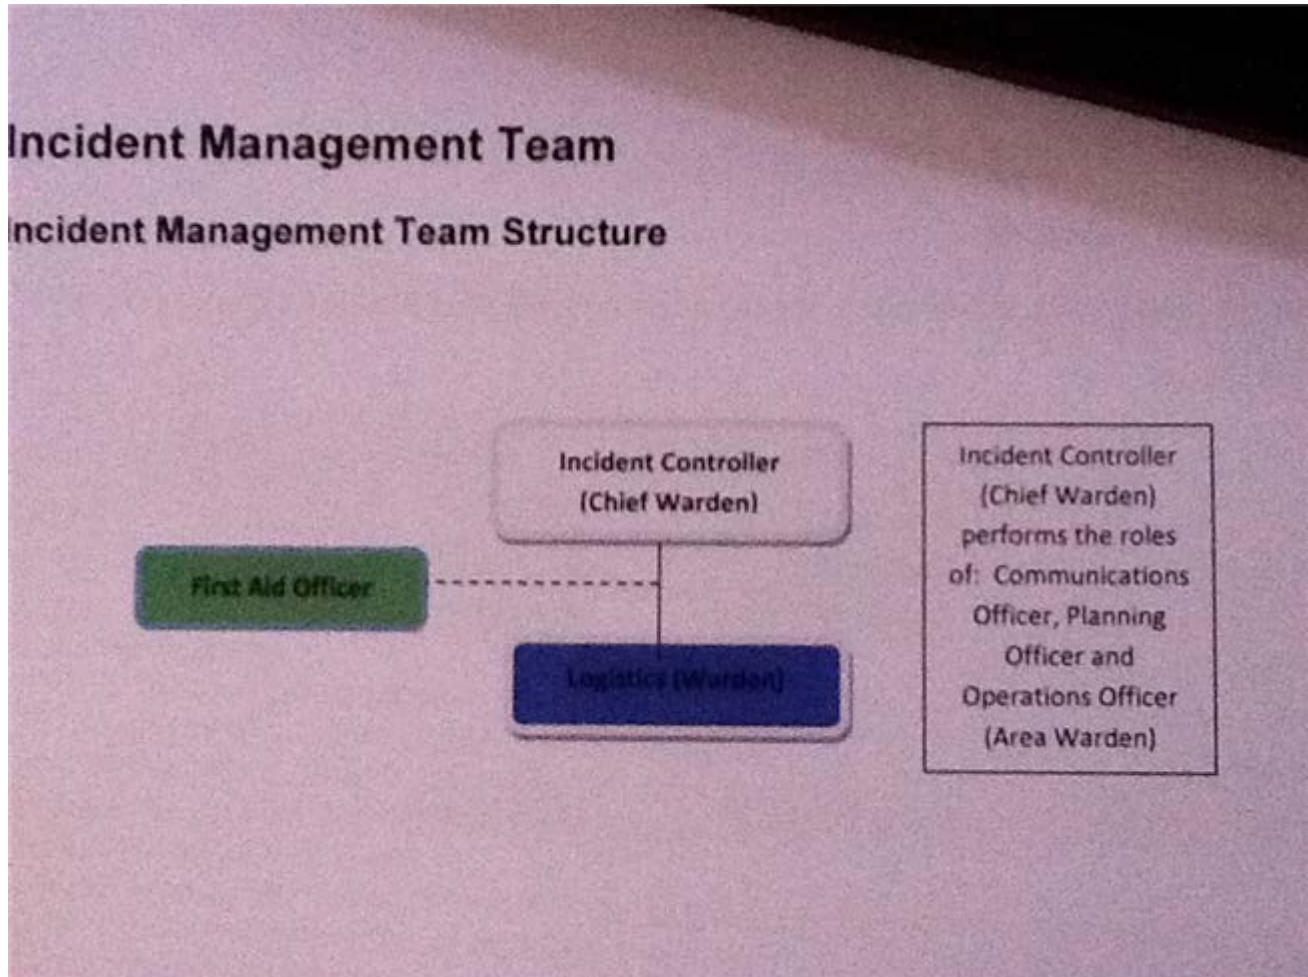 Incident Management Team
Incident Management Team Structure
Incident Controller
(Chief Warden)
First Aid Officer
Logistics (Warden)
Incident Controller
(Chief Warden)
performs the roles
of: Communications
Officer, Planning
Officer and
Operations Officer
(Area Warden)